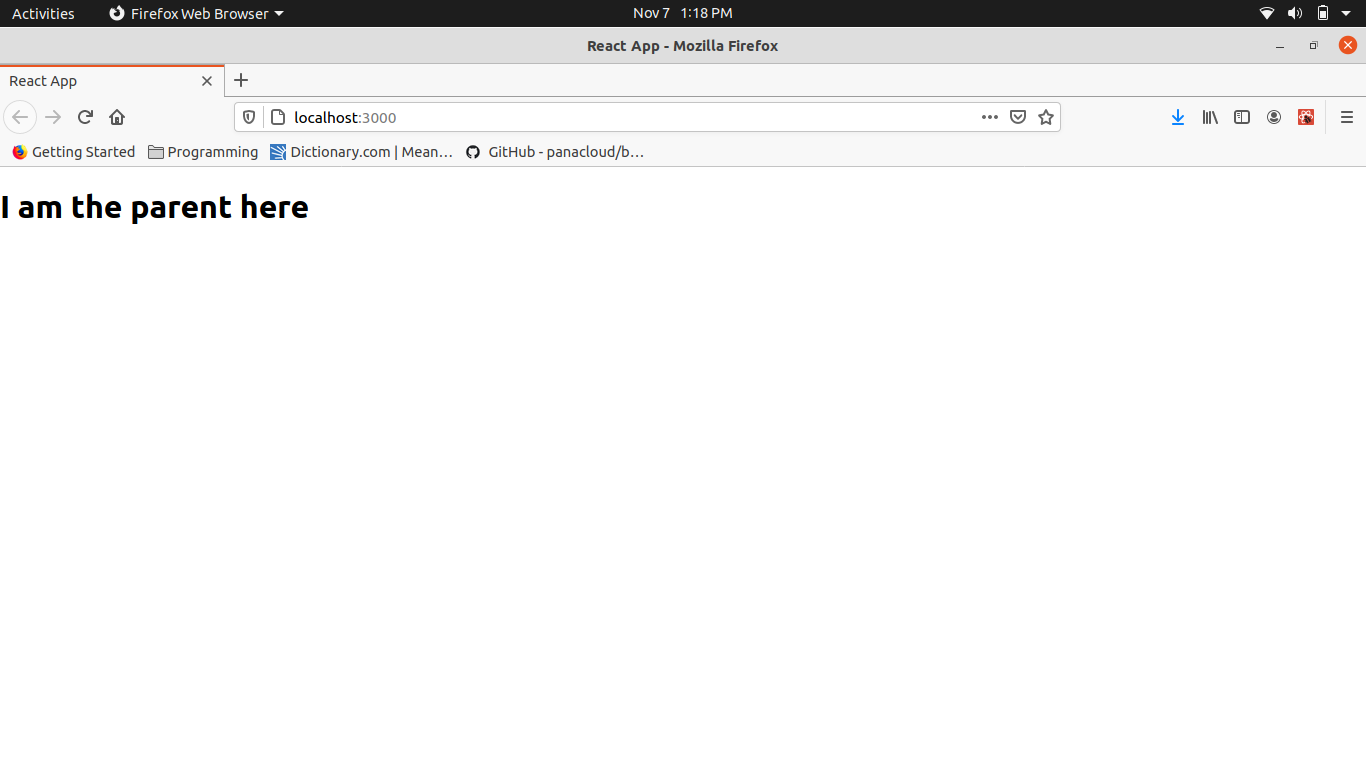 Activities Firefox Web Browser Nov 7 1:18 PM
React App - Mozilla Firefox
React App
localhost:3000
Getting Started Programming Dictionary.com | Mean… GitHub - panacloud/b…
I am the parent here